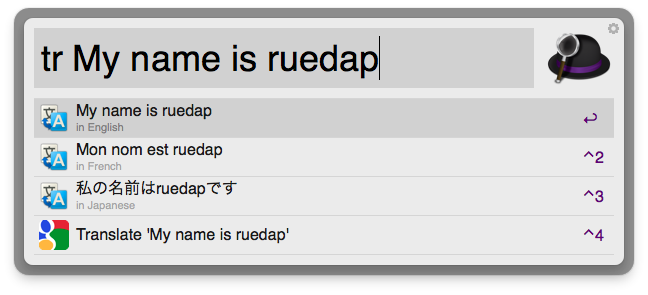 tr My name is ruedap
My name is ruedap
in English
Mon nom est ruedap
in French
^2
私の名前はruedapです
in Japanese
^3
Translate 'My name is ruedap'
^4